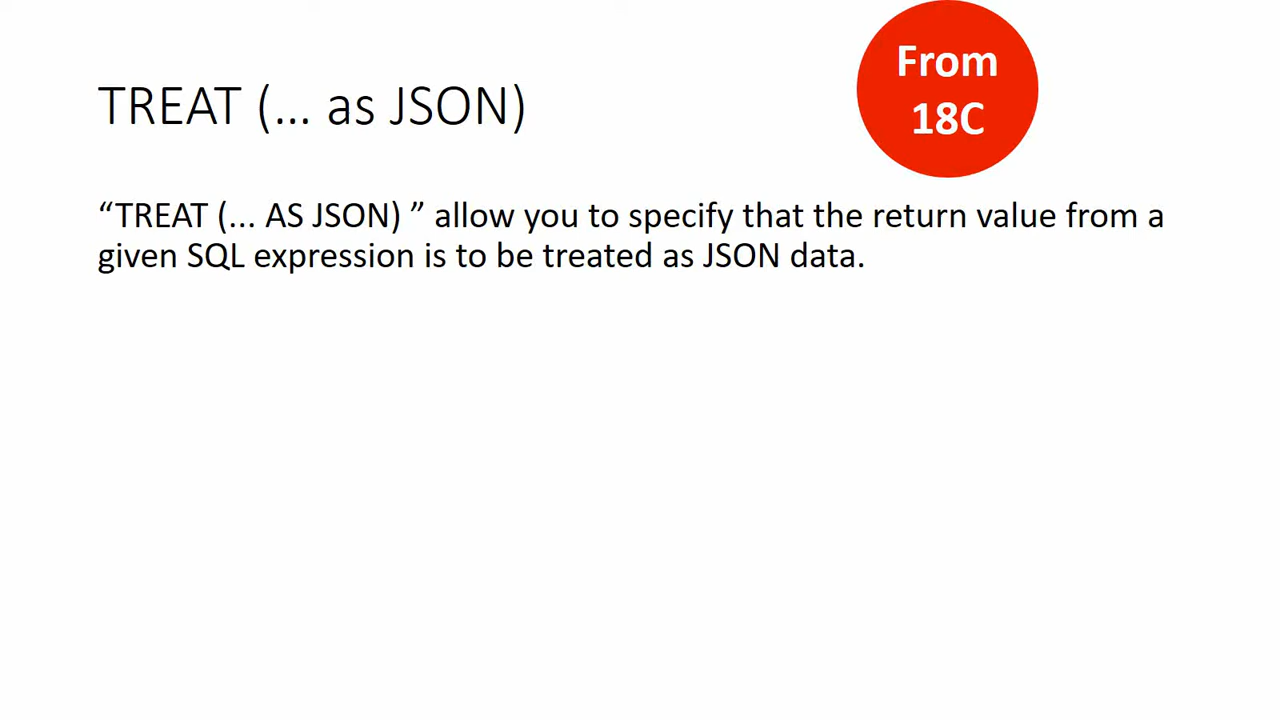 From
18C
TREAT (... as JSON)
“TREAT (... AS JSON) ” allow you to specify that the return value from a
given SQL expression is to be treated as JSON data.